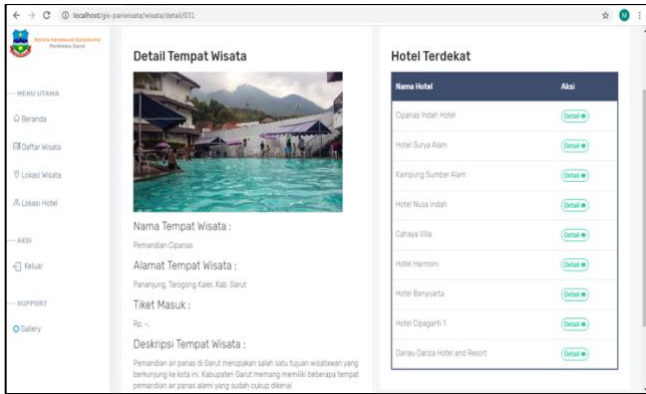 localhost/gis-pariwisata/wisata/detail/031
M
SISTEM INFORMASI GEOGRAFIS
Pariwisata Garut
MENU UTAMA
Beranda
Daftar Wisata
Lokasi Wisata
Lokasi Hotel
AKSI
Keluar
SUPPORT
Gallery
Detail Tempat Wisata
Nama Tempat Wisata :
Pemandian Cipanas
Alamat Tempat Wisata :
Pananjung, Tarogong Kaler, Kab. Garut
Tiket Masuk :
Rp. -,
Deskripsi Tempat Wisata :
Pemandian air panas di Garut merupakan salah satu tujuan wisatawan yang
berkunjung ke kota ini. Kabupaten Garut memang memiliki beberapa tempat
pemandian air panas alami yang sudah cukup dikenal.
Hotel Terdekat
Nama Hotel Aksi
Cipanas Indah Hotel Detail
Hotel Surya Alam Detail
Kampung Sumber Alam Detail
Hotel Nusa Indah Detail
Cahaya Villa Detail
Hotel Harmoni Detail
Hotel Banyuarta Detail
Hotel Cipaganti 1 Detail
Danau Dariza Hotel and Resort Detail